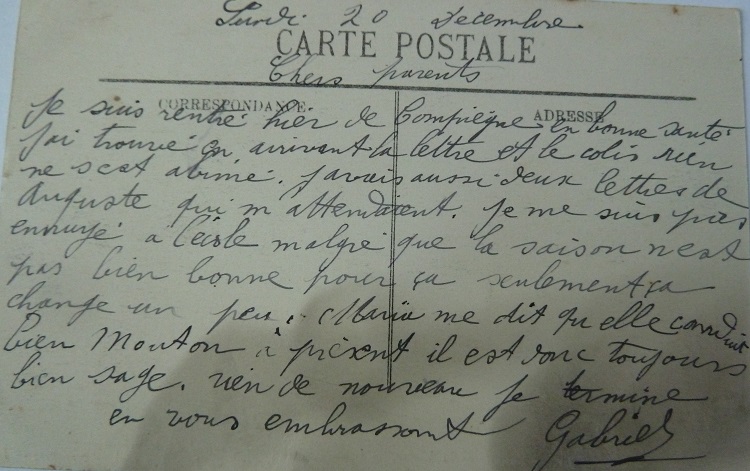 Lundi 20 Decembre
CARTE POSTALE
Chers parents
CORRESPONDANCE
ADRESSE
Je suis rentré hier de Compiègne en bonne santé
j'ai trouvé en arrivant la lettre et le colis rien
ne s'est abimé. j'avais aussi deux lettres de
Auguste qui m'attendaient. je me suis pas
ennuyé a l'école malgré que la saison n'est
pas bien bonne pour ça seulement ça
change un peu. Maria me dit qu'elle conduit
bien Mouton à présent il est donc toujours
bien sage. rien de nouveau je termine
en vous embrassant Gabriel